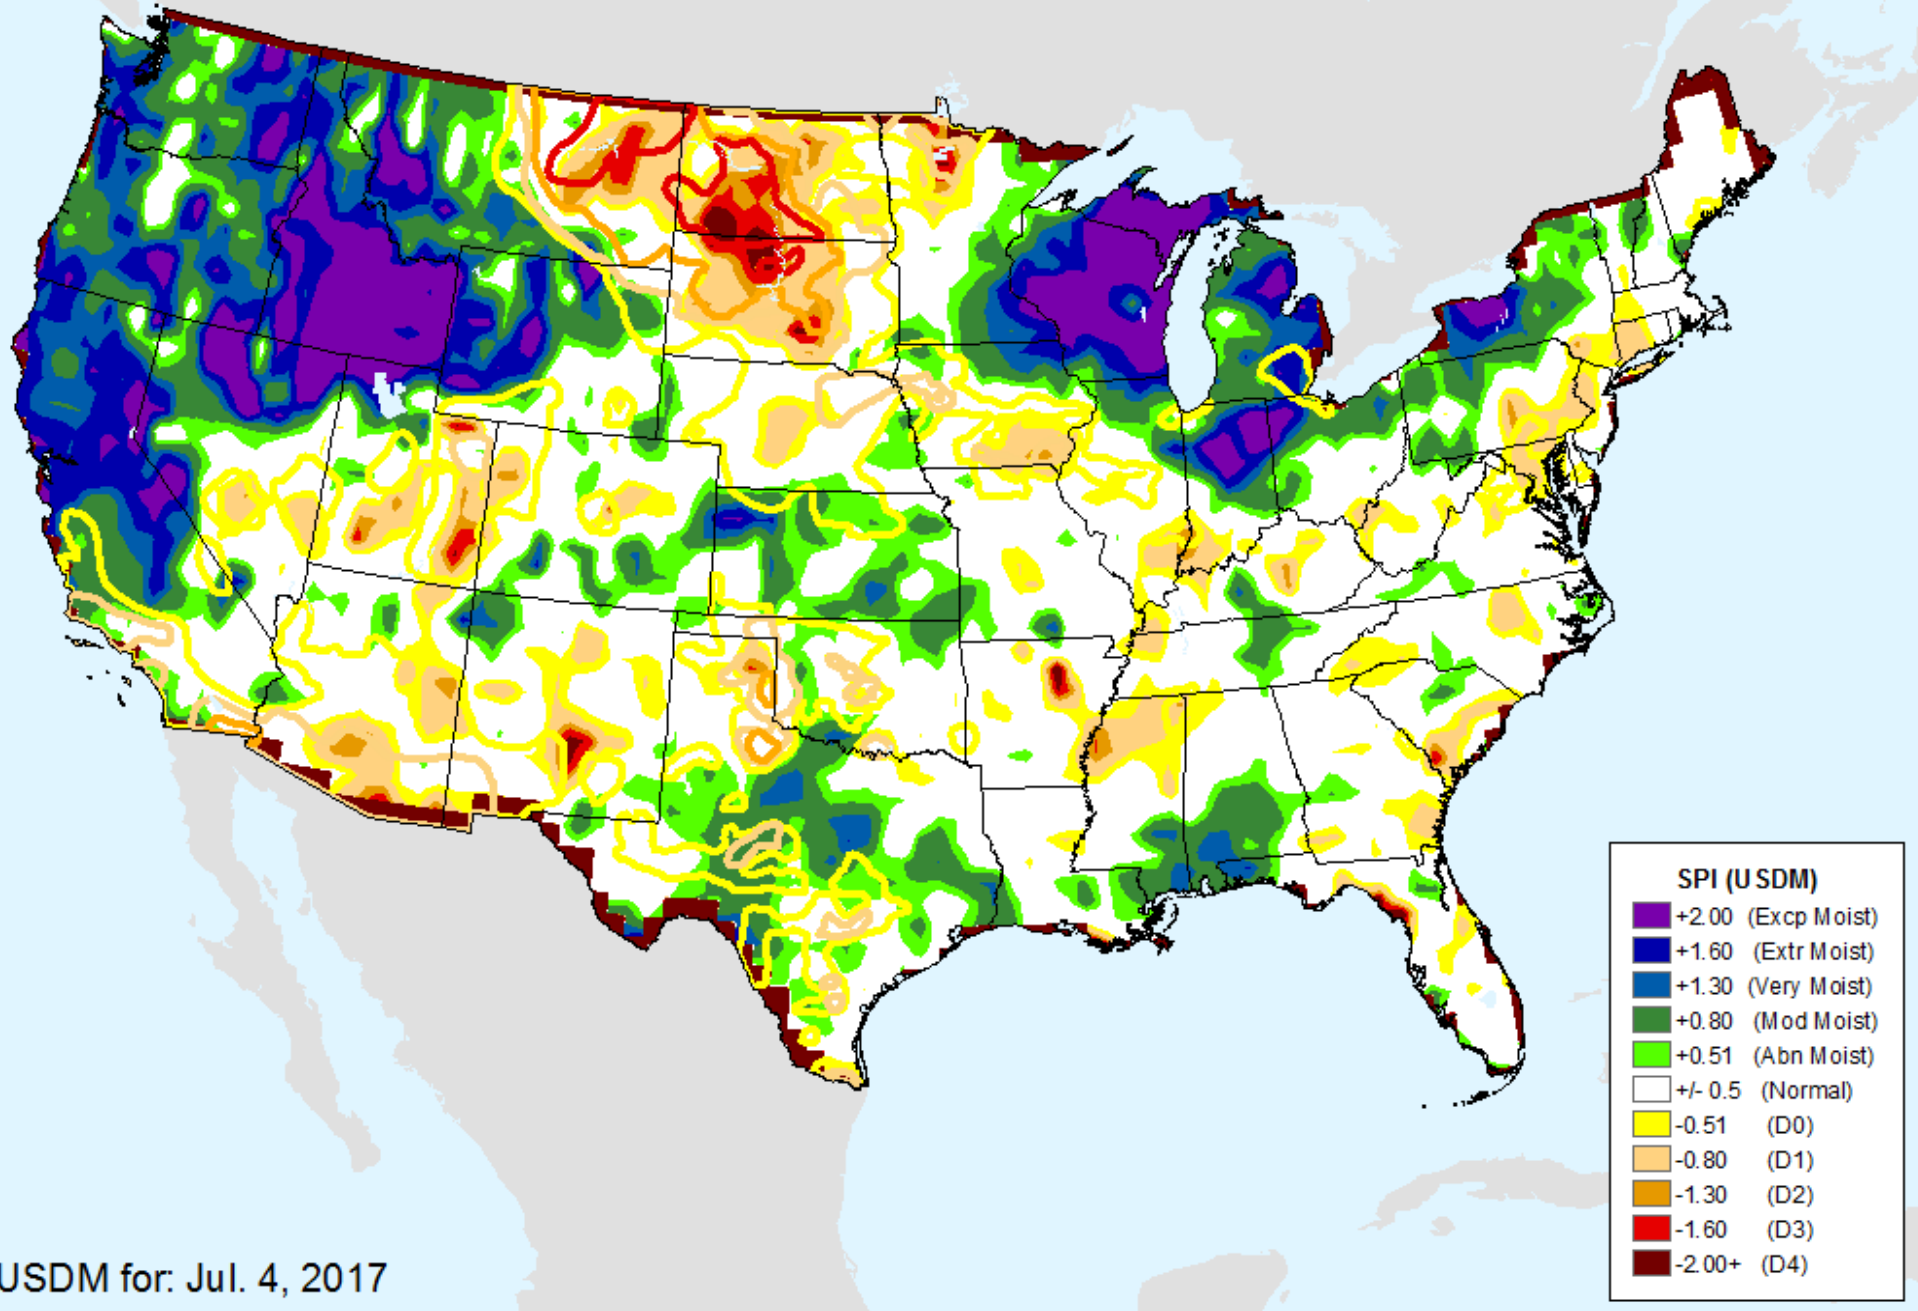 SPI (USDM)
+2.00 (Excp Moist)
+1.60 (Extr Moist)
+1.30 (Very Moist)
+0.80 (Mod Moist)
+0.51 (Abn Moist)
+/- 0.5 (Normal)
-0.51 (D0)
-0.80 (D1)
-1.30 (D2)
-1.60 (D3)
-2.00+ (D4)
USDM for: Jul. 4, 2017